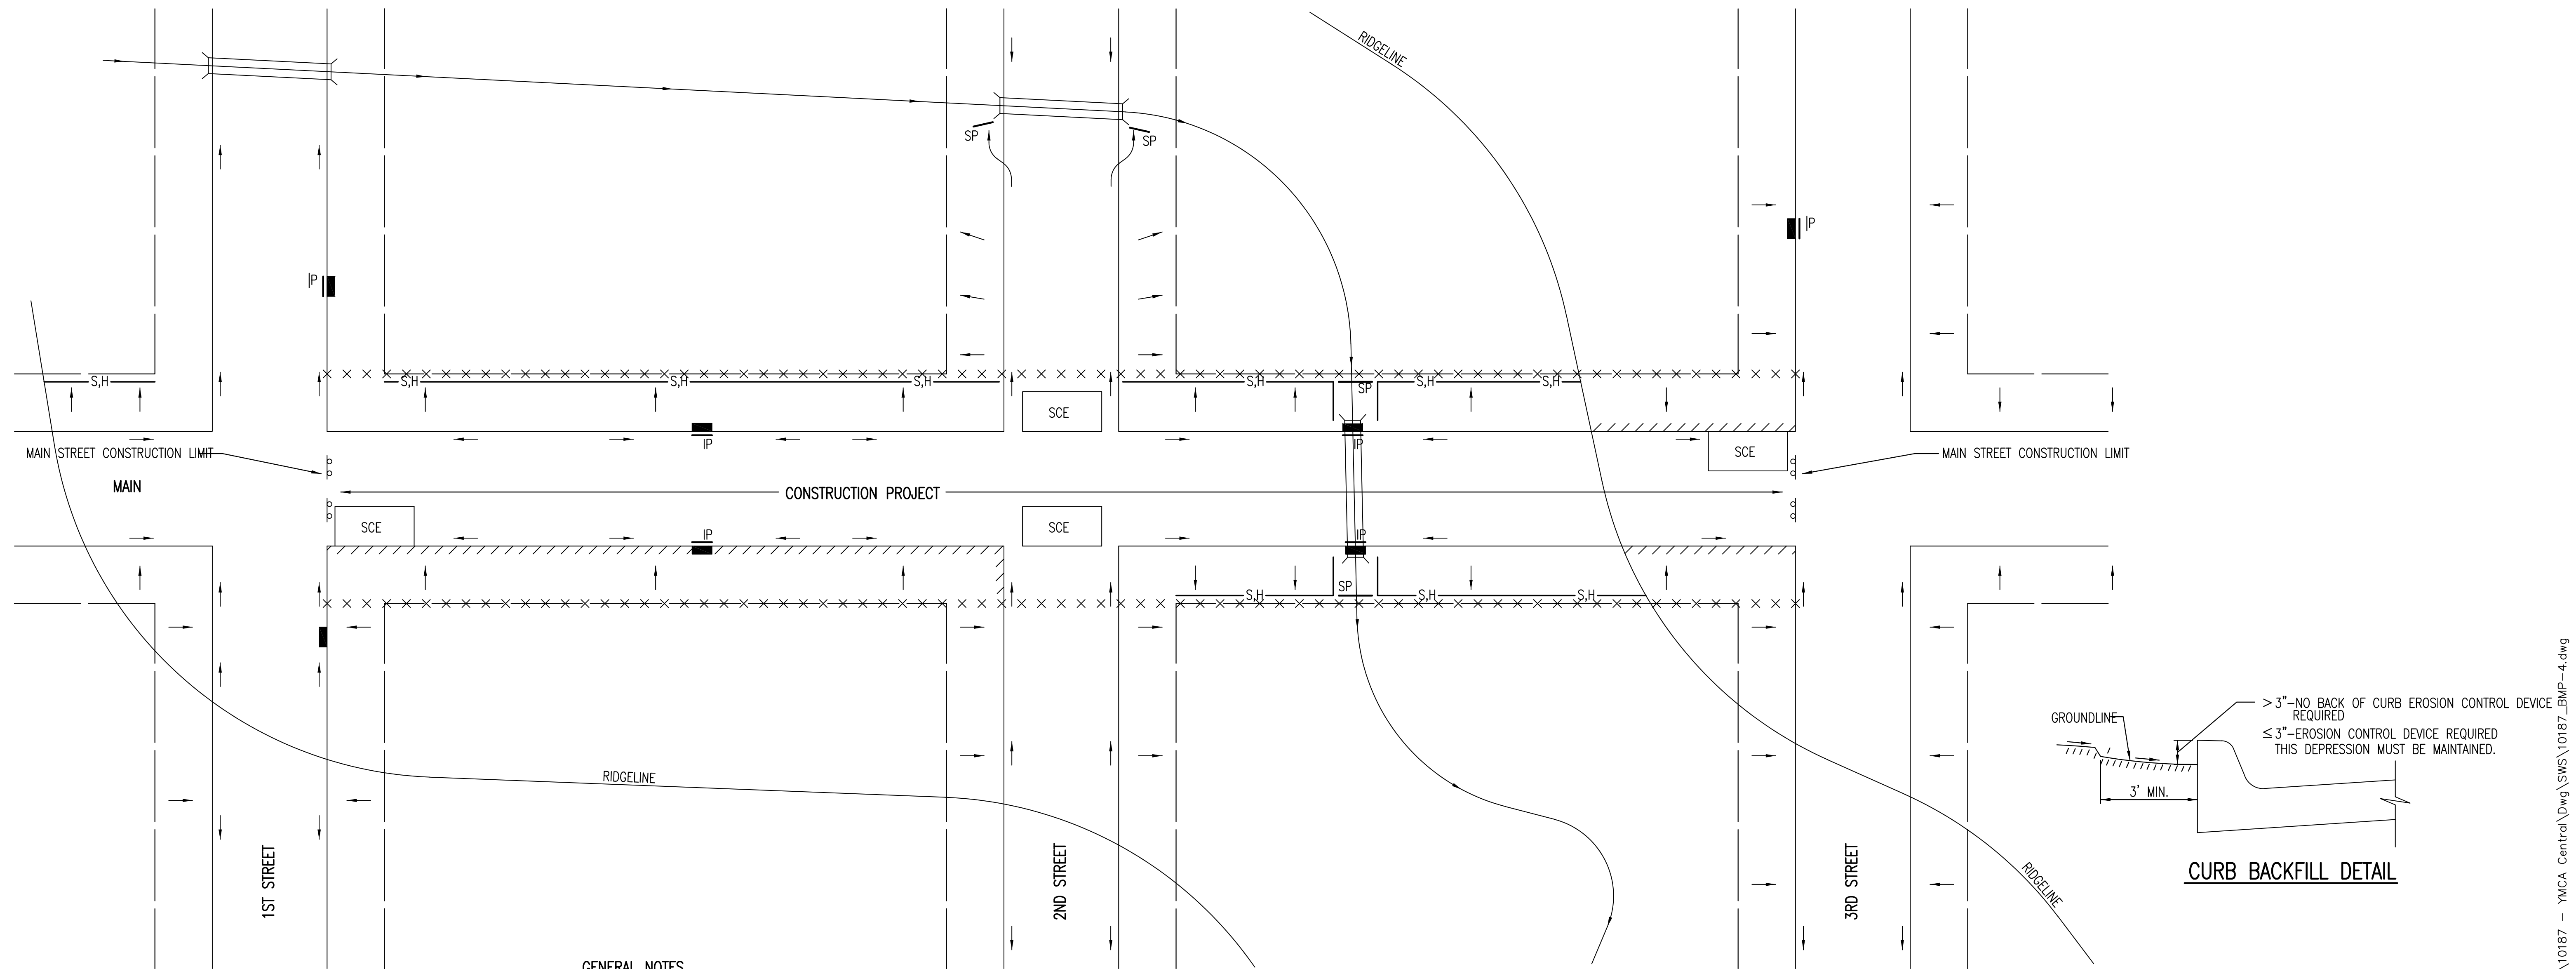 RIDGELINE
SP
SP
IP
IP
S,H
S,H
S,H
S,H
S,H
SP
S,H
S,H
SCE
IP
IP
SCE
MAIN STREET CONSTRUCTION LIMIT
MAIN STREET CONSTRUCTION LIMIT
MAIN
CONSTRUCTION PROJECT
SCE
SCE
IP
IP
SP
S,H
S,H
S,H
RIDGELINE
1ST STREET
2ND STREET
3RD STREET
RIDGELINE
GROUNDLINE
> 3"-NO BACK OF CURB EROSION CONTROL DEVICE
REQUIRED
≤ 3"-EROSION CONTROL DEVICE REQUIRED
THIS DEPRESSION MUST BE MAINTAINED.
3' MIN.
CURB BACKFILL DETAIL
GENERAL NOTES
\10187 - YMCA Central\Dwg\SWS\10187_BMP-4.dwg